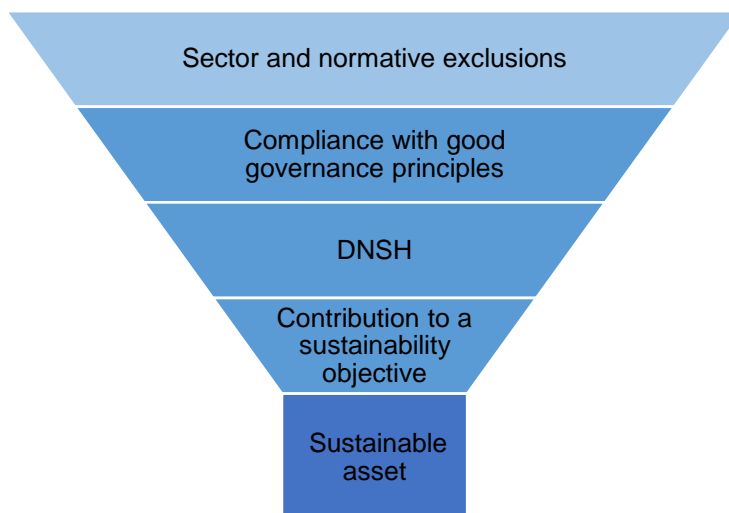 Sector and normative exclusions
Compliance with good
governance principles
DNSH
Contribution to a
sustainability
objective
Sustainable
asset